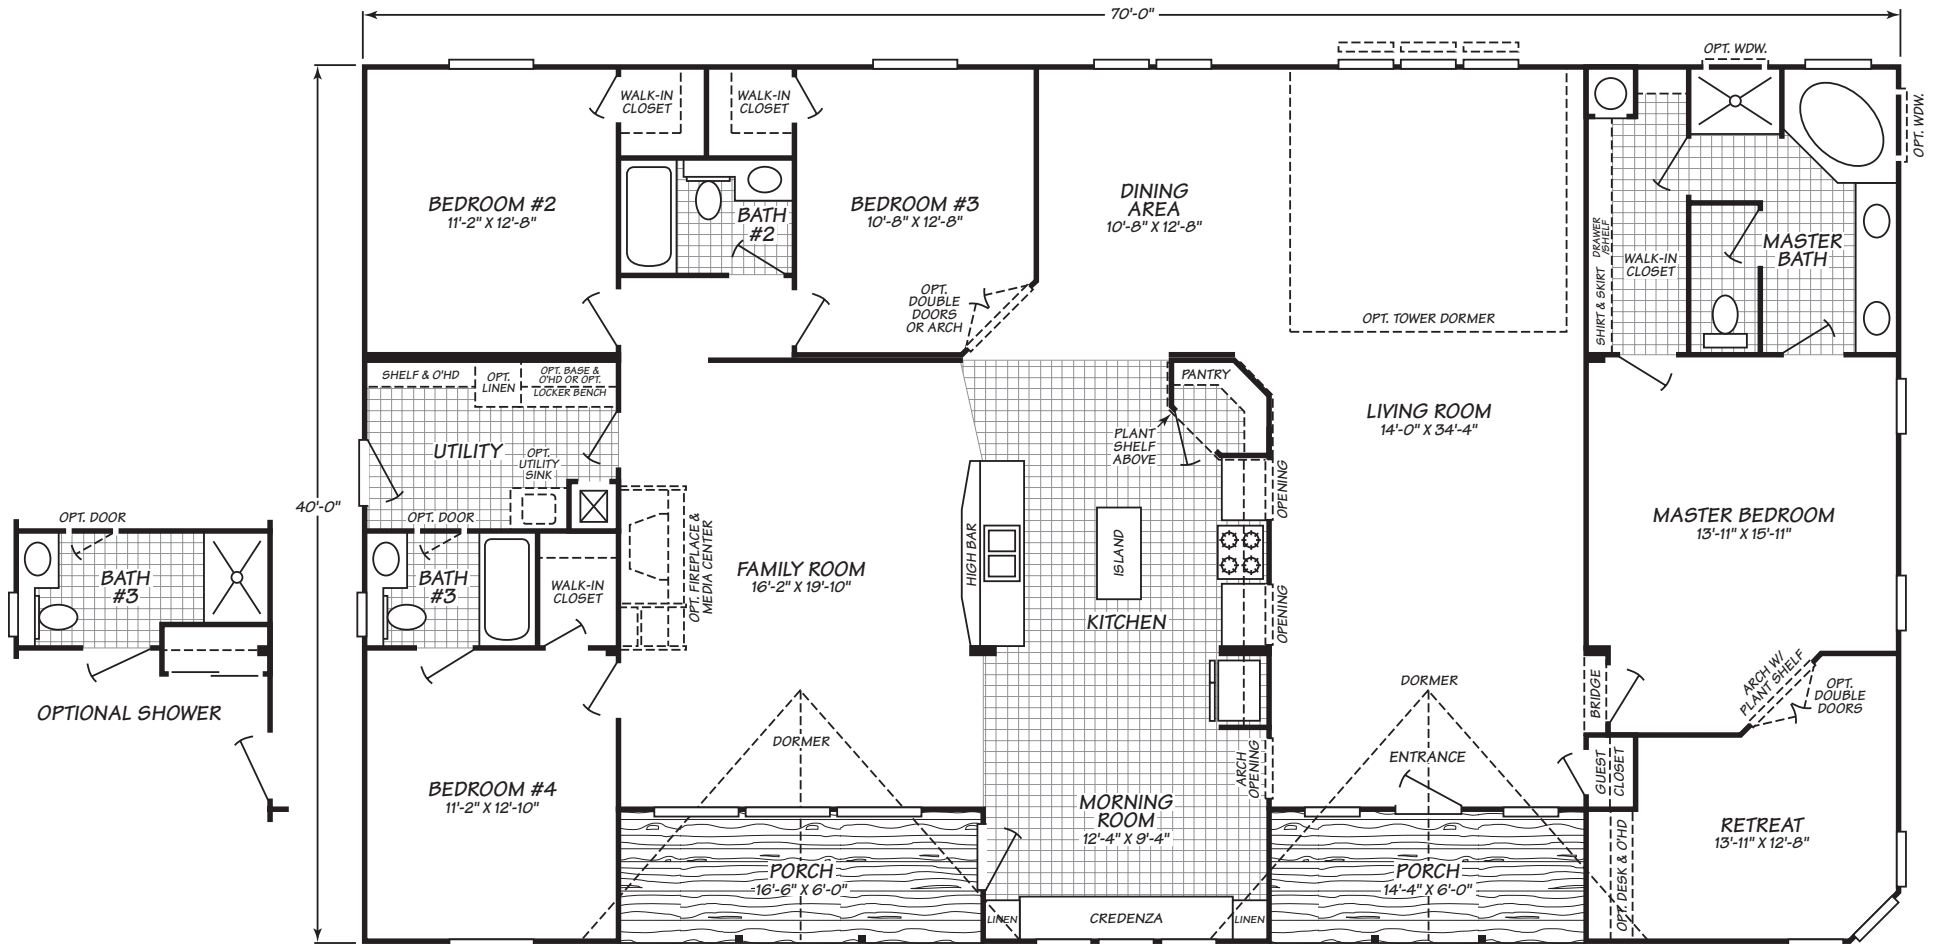 70'-0"
OPT. WDW.
OPT. WDW.
WALK-IN
CLOSET
WALK-IN
CLOSET
BEDROOM #2
11'-2" X 12'-8"
BATH
#2
BEDROOM #3
10'-8" X 12'-8"
DINING
AREA
10'-8" X 12'-8"
OPT.
DOUBLE
DOORS
OR ARCH
OPT. TOWER DORMER
DRAWER
/SHELF
SHIRT & SKIRT
WALK-IN
CLOSET
MASTER
BATH
SHELF & O'HD
OPT.
LINEN
OPT. BASE &
O'HD OR OPT.
LOCKER BENCH
UTILITY
OPT.
UTILITY
SINK
PANTRY
PLANT
SHELF
ABOVE
LIVING ROOM
14'-0" X 34'-4"
40'-0"
OPENING
MASTER BEDROOM
13'-11" X 15'-11"
OPT. DOOR
BATH
#3
OPTIONAL SHOWER
OPT. DOOR
BATH
#3
WALK-IN
CLOSET
OPT. FIREPLACE &
MEDIA CENTER
FAMILY ROOM
16'-2" X 19'-10"
HIGH BAR
ISLAND
KITCHEN
OPENING
BRIDGE
ARCH W/
PLANT SHELF
OPT.
DOUBLE
DOORS
DORMER
DORMER
ENTRANCE
ARCH
OPENING
GUEST
CLOSET
BEDROOM #4
11'-2" X 12'-10"
MORNING
ROOM
12'-4" X 9'-4"
RETREAT
13'-11" X 12'-8"
PORCH
16'-6" X 6'-0"
PORCH
14'-4" X 6'-0"
OPT. DESK & O'HD
LINEN
CREDENZA
LINEN